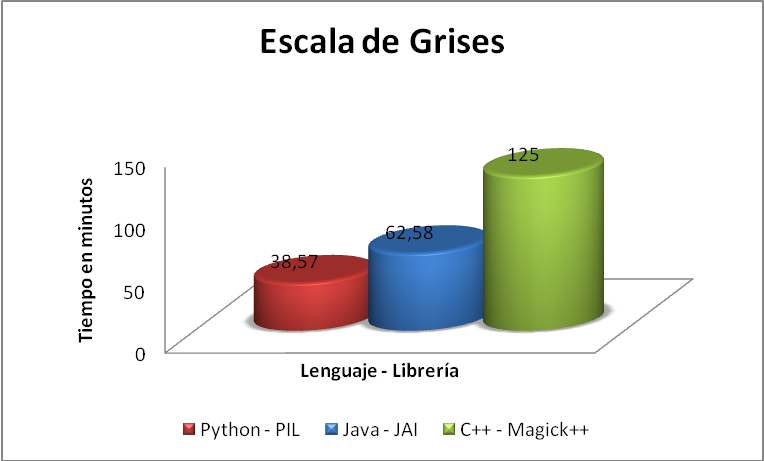 Escala de Grises
Tiempo en minutos
150
100
50
0
38,57
62,58
125
Lenguaje - Librería
Python - PIL
Java - JAI
C++ - Magick++